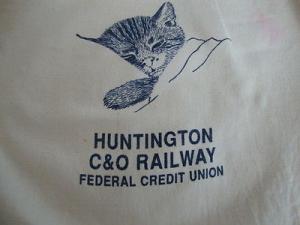 HUNTINGTON
C&O RAILWAY
FEDERAL CREDIT UNION